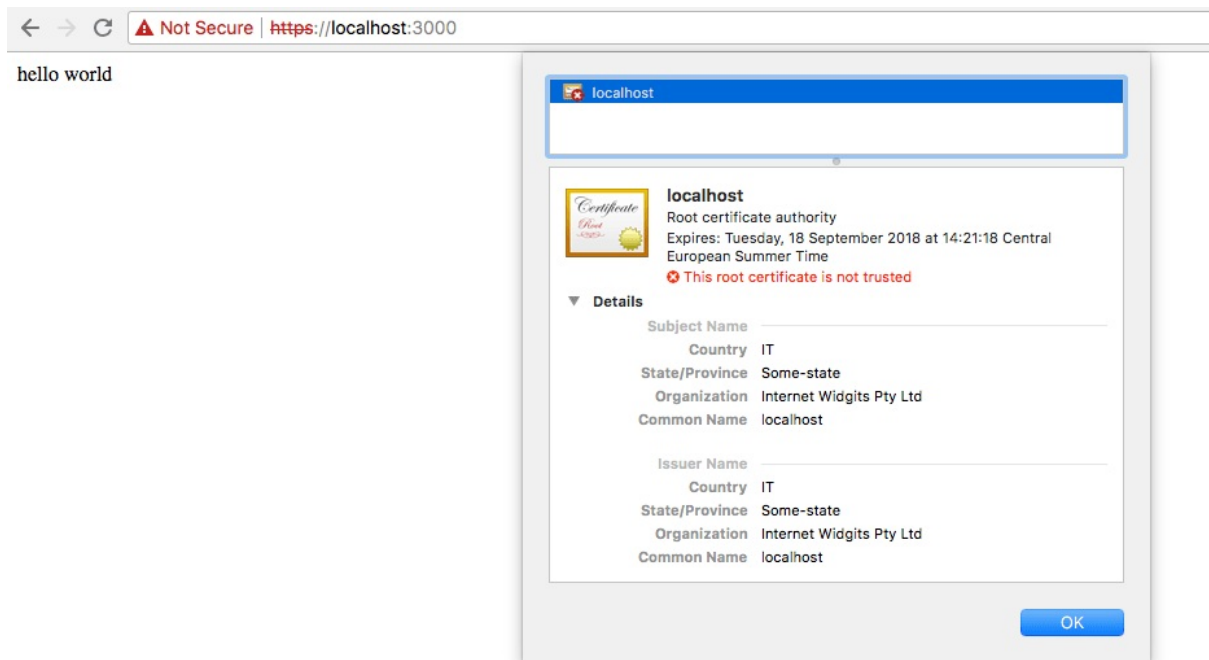 Not Secure | https://localhost:3000
hello world
localhost
Certificate
Root
localhost
Root certificate authority
Expires: Tuesday, 18 September 2018 at 14:21:18 Central
European Summer Time
This root certificate is not trusted
Details
Subject Name
Country IT
State/Province Some-state
Organization Internet Widgits Pty Ltd
Common Name localhost
Issuer Name
Country IT
State/Province Some-state
Organization Internet Widgits Pty Ltd
Common Name localhost
OK